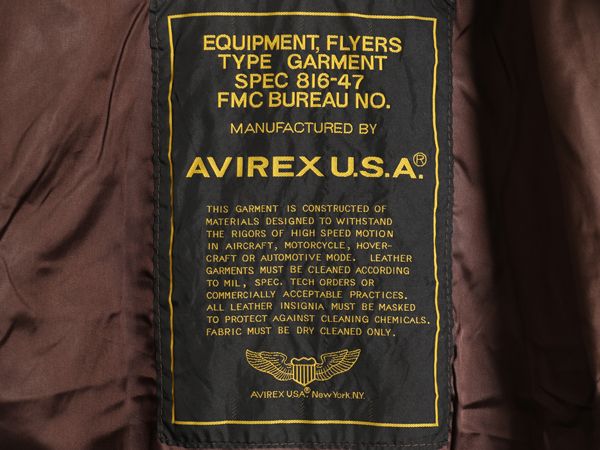 EQUIPMENT, FLYERS
TYPE GARMENT
SPEC 816-47
FMC BUREAU NO.
MANUFACTURED BY
AVIREX U.S.A.®
THIS GARMENT IS CONSTRUCTED OF
MATERIALS DESIGNED TO WITHSTAND
THE RIGORS OF HIGH SPEED MOTION
IN AIRCRAFT, MOTORCYCLE, HOVER-
CRAFT OR AUTOMOTIVE MODE. LEATHER
GARMENTS MUST BE CLEANED ACCORDING
TO MIL, SPEC. TECH ORDERS OR
COMMERCIALLY ACCEPTABLE PRACTICES.
ALL LEATHER INSIGNIA MUST BE MASKED
TO PROTECT AGAINST CLEANING CHEMICALS.
FABRIC MUST BE DRY CLEANED ONLY.
AVIREX U.S.A.® New York. N.Y.